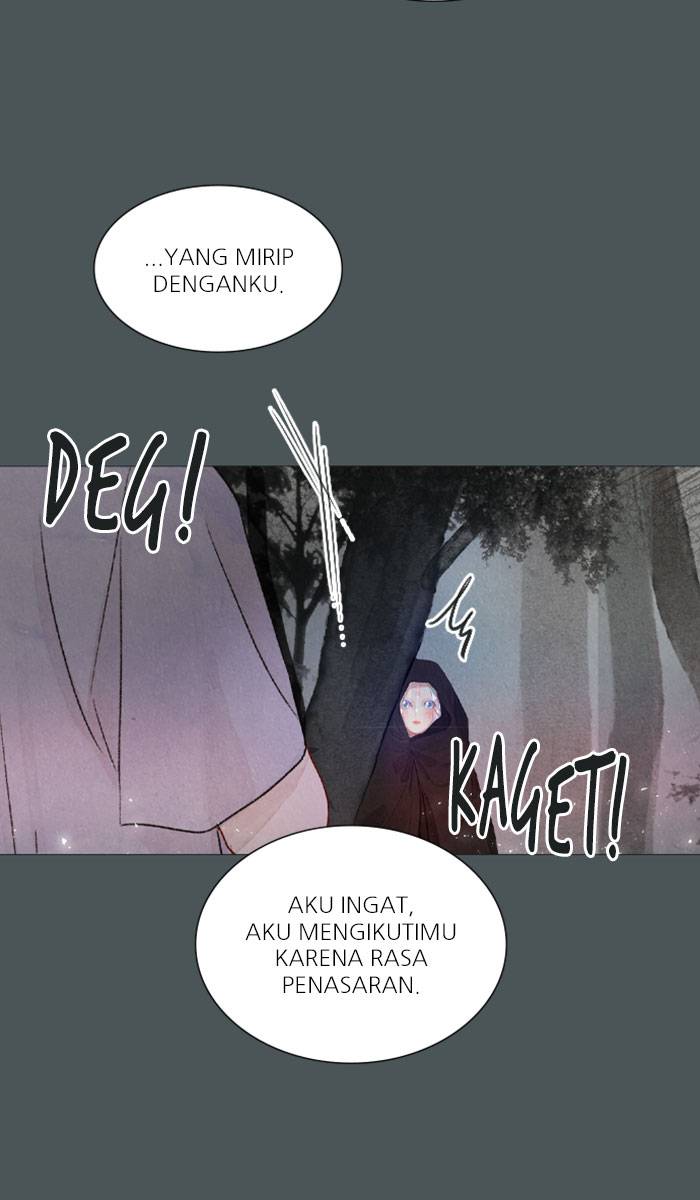 ...YANG MIRIP
DENGANKU.
DEG!
KAGET!
AKU INGAT,
AKU MENGIKUTIMU
KARENA RASA
PENASARAN.